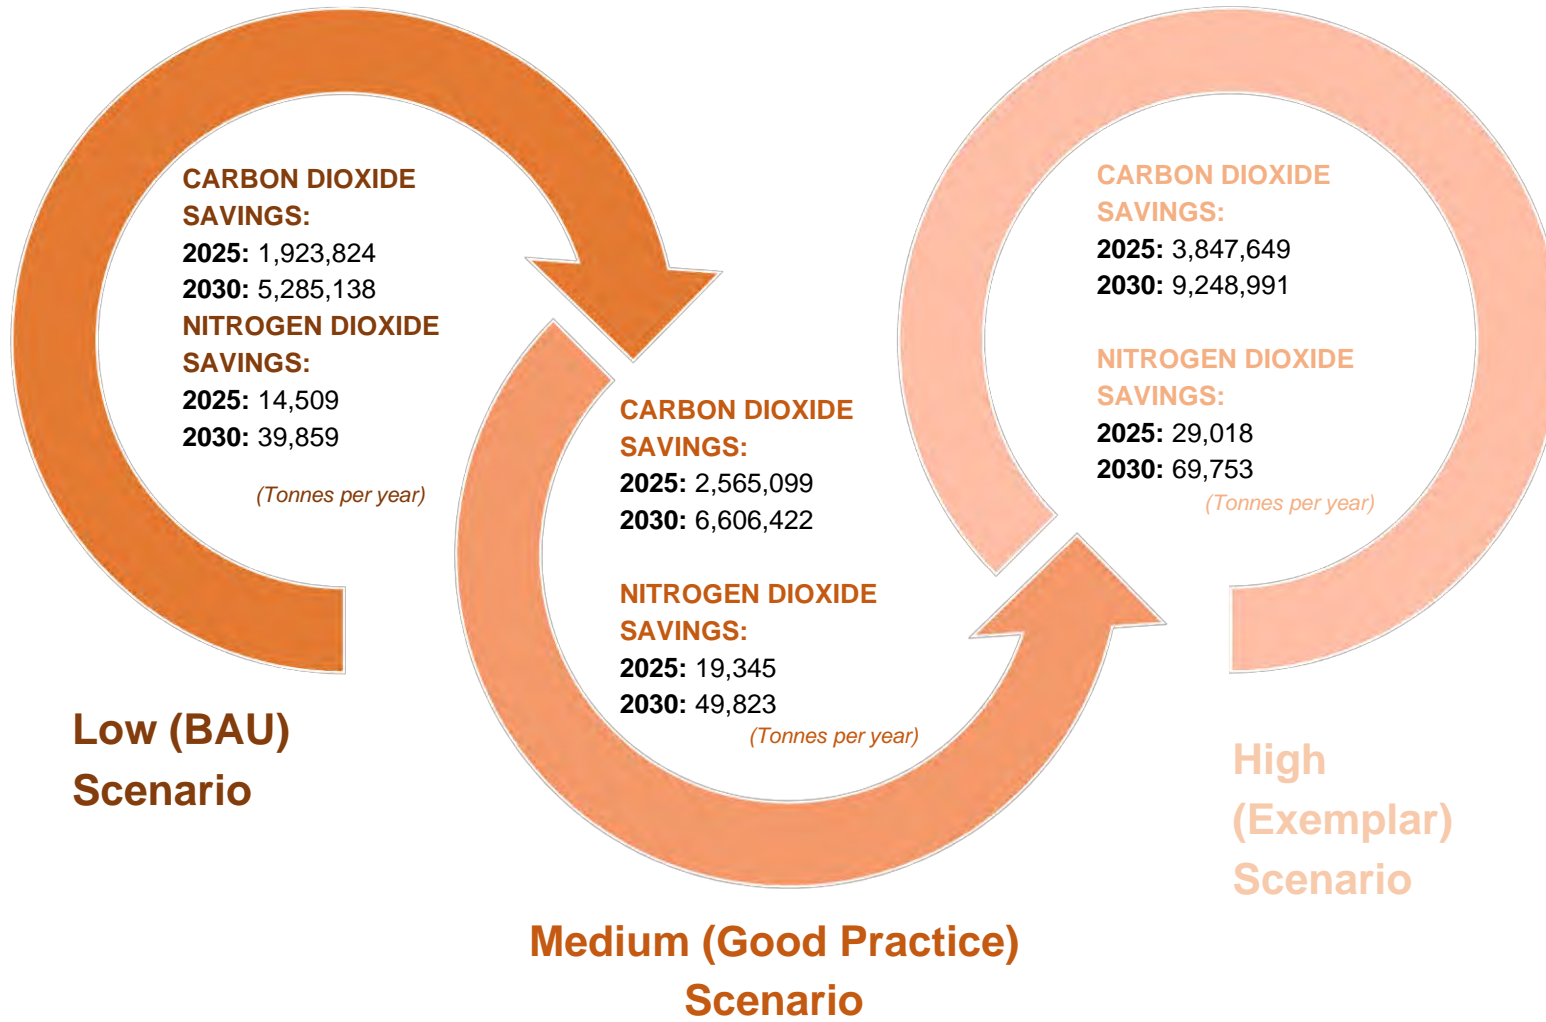 CARBON DIOXIDE
SAVINGS:
2025: 1,923,824
2030: 5,285,138
NITROGEN DIOXIDE
SAVINGS:
2025: 14,509
2030: 39,859
(Tonnes per year)
Low (BAU)
Scenario
CARBON DIOXIDE
SAVINGS:
2025: 2,565,099
2030: 6,606,422
NITROGEN DIOXIDE
SAVINGS:
2025: 19,345
2030: 49,823
(Tonnes per year)
Medium (Good Practice)
Scenario
CARBON DIOXIDE
SAVINGS:
2025: 3,847,649
2030: 9,248,991
NITROGEN DIOXIDE
SAVINGS:
2025: 29,018
2030: 69,753
(Tonnes per year)
High
(Exemplar)
Scenario